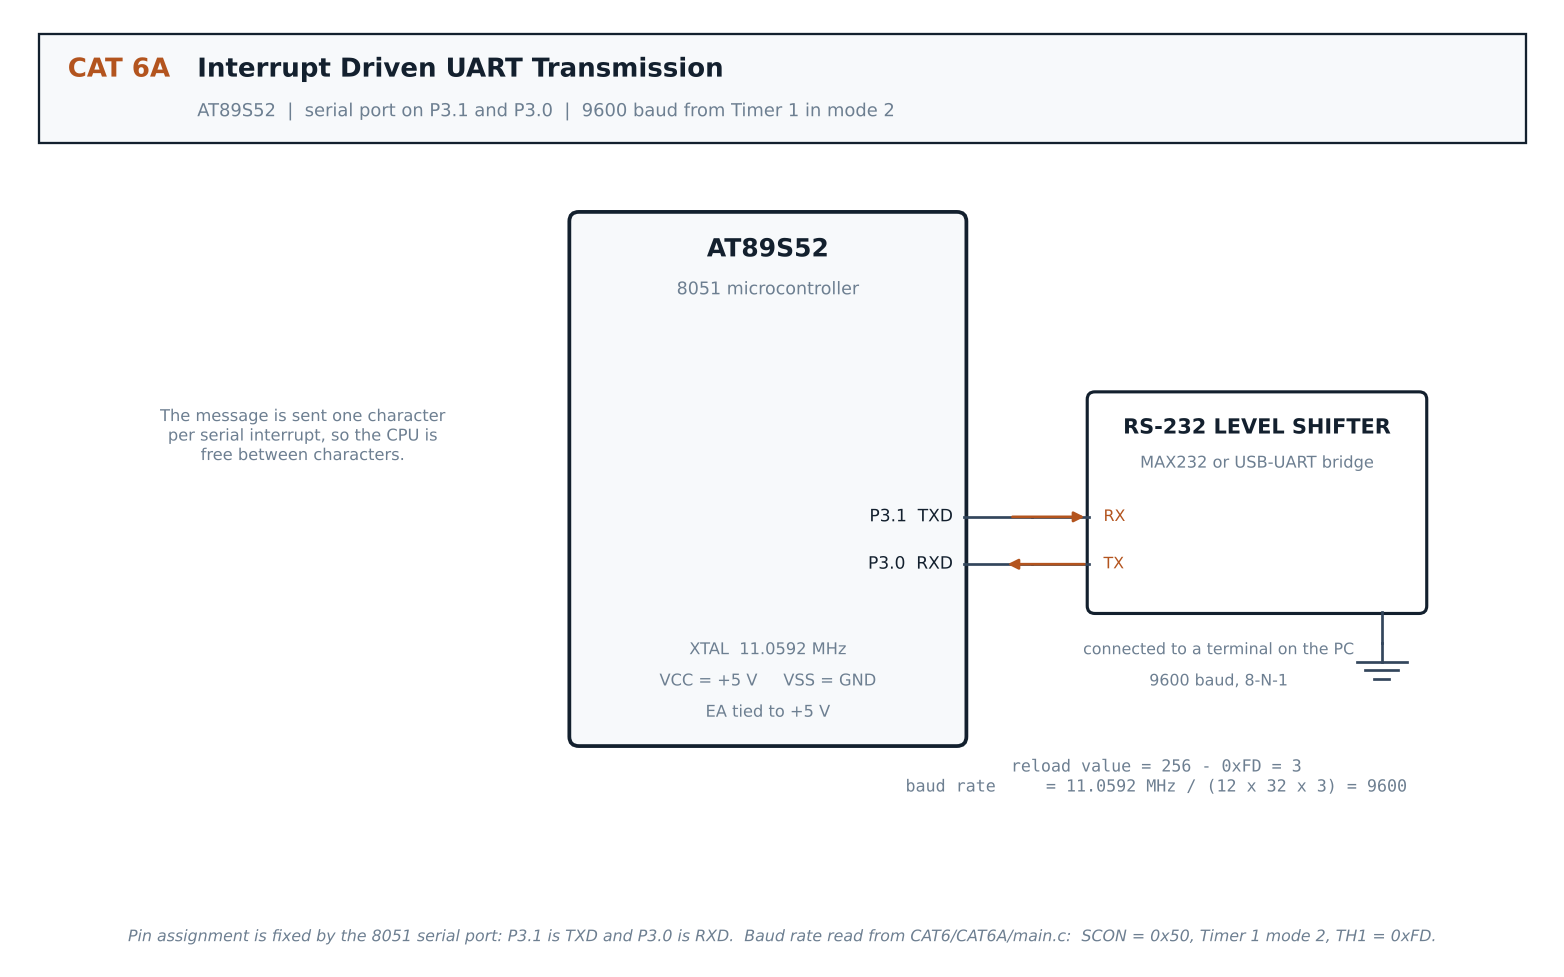 CAT 6A Interrupt Driven UART Transmission
AT89S52 | serial port on P3.1 and P3.0 | 9600 baud from Timer 1 in mode 2
AT89S52
8051 microcontroller
The message is sent one character
per serial interrupt, so the CPU is
free between characters.
RS-232 LEVEL SHIFTER
MAX232 or USB-UART bridge
P3.1 TXD
RX
P3.0 RXD
TX
XTAL 11.0592 MHz
VCC = +5 V VSS = GND
EA tied to +5 V
connected to a terminal on the PC
9600 baud, 8-N-1
reload value = 256 - 0xFD = 3
baud rate = 11.0592 MHz / (12 x 32 x 3) = 9600
Pin assignment is fixed by the 8051 serial port: P3.1 is TXD and P3.0 is RXD. Baud rate read from CAT6/CAT6A/main.c: SCON = 0x50, Timer 1 mode 2, TH1 = 0xFD.